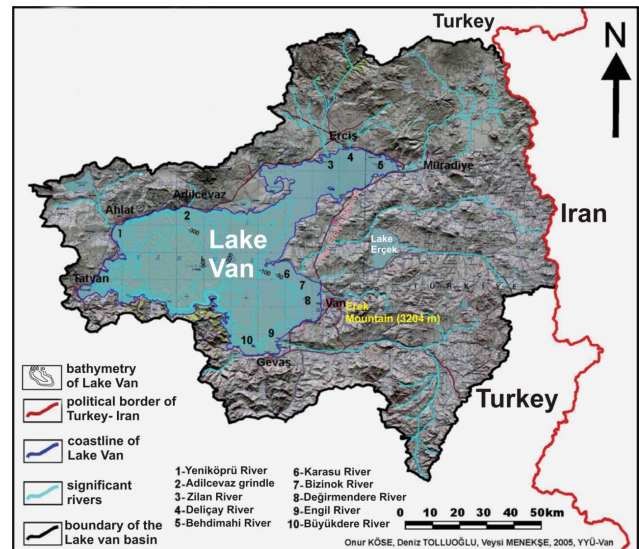 Turkey
N
Erciş
3
4
5
Muradiye
Adilcevaz
Ahlat
2
1
Iran
Lake
Van
Lake
Erçek
-100
6
7
8
Tatvan
TÜRKİYE
Van
Erek
Mountain (3204 m)
10
9
Gevaş
Turkey
bathymetry
of Lake Van
political border of
Turkey- Iran
coastline of
Lake Van
significant
rivers
boundary of the
Lake van basin
1-Yeniköprü River
2-Adilcevaz grindle
3-Zilan River
4-Deliçay River
5-Behdimahi River
6-Karasu River
7-Bizinok River
8-Değirmendere River
9-Engil River
10-Büyükdere River
0 10 20 30 40 50km
Onur KÖSE, Deniz TOLLUOĞLU, Veysi MENEKŞE, 2005, YYÜ-Van